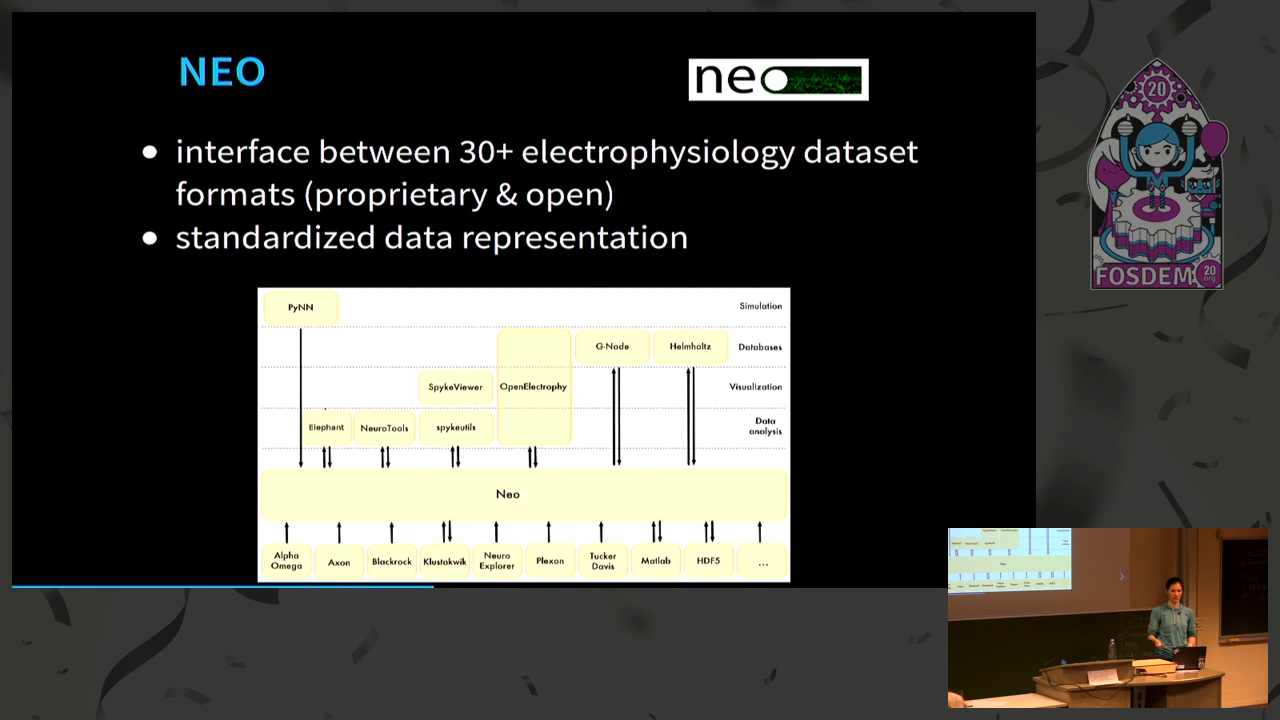 NEO
neo
• interface between 30+ electrophysiology dataset
formats (proprietary & open)
• standardized data representation
PyNN
Simulation
G-Node
Helmholtz
Databases
SpykeViewer
OpenElectrophy
Visualization
Elephant
NeuroTools
spykeutils
Data
analysis
Neo
Alpha
Omega
Axon
Blackrock
Klustakwik
Neuro
Explorer
Plexon
Tucker
Davis
Matlab
HDF5
...
20
FOSDEM
20
.org